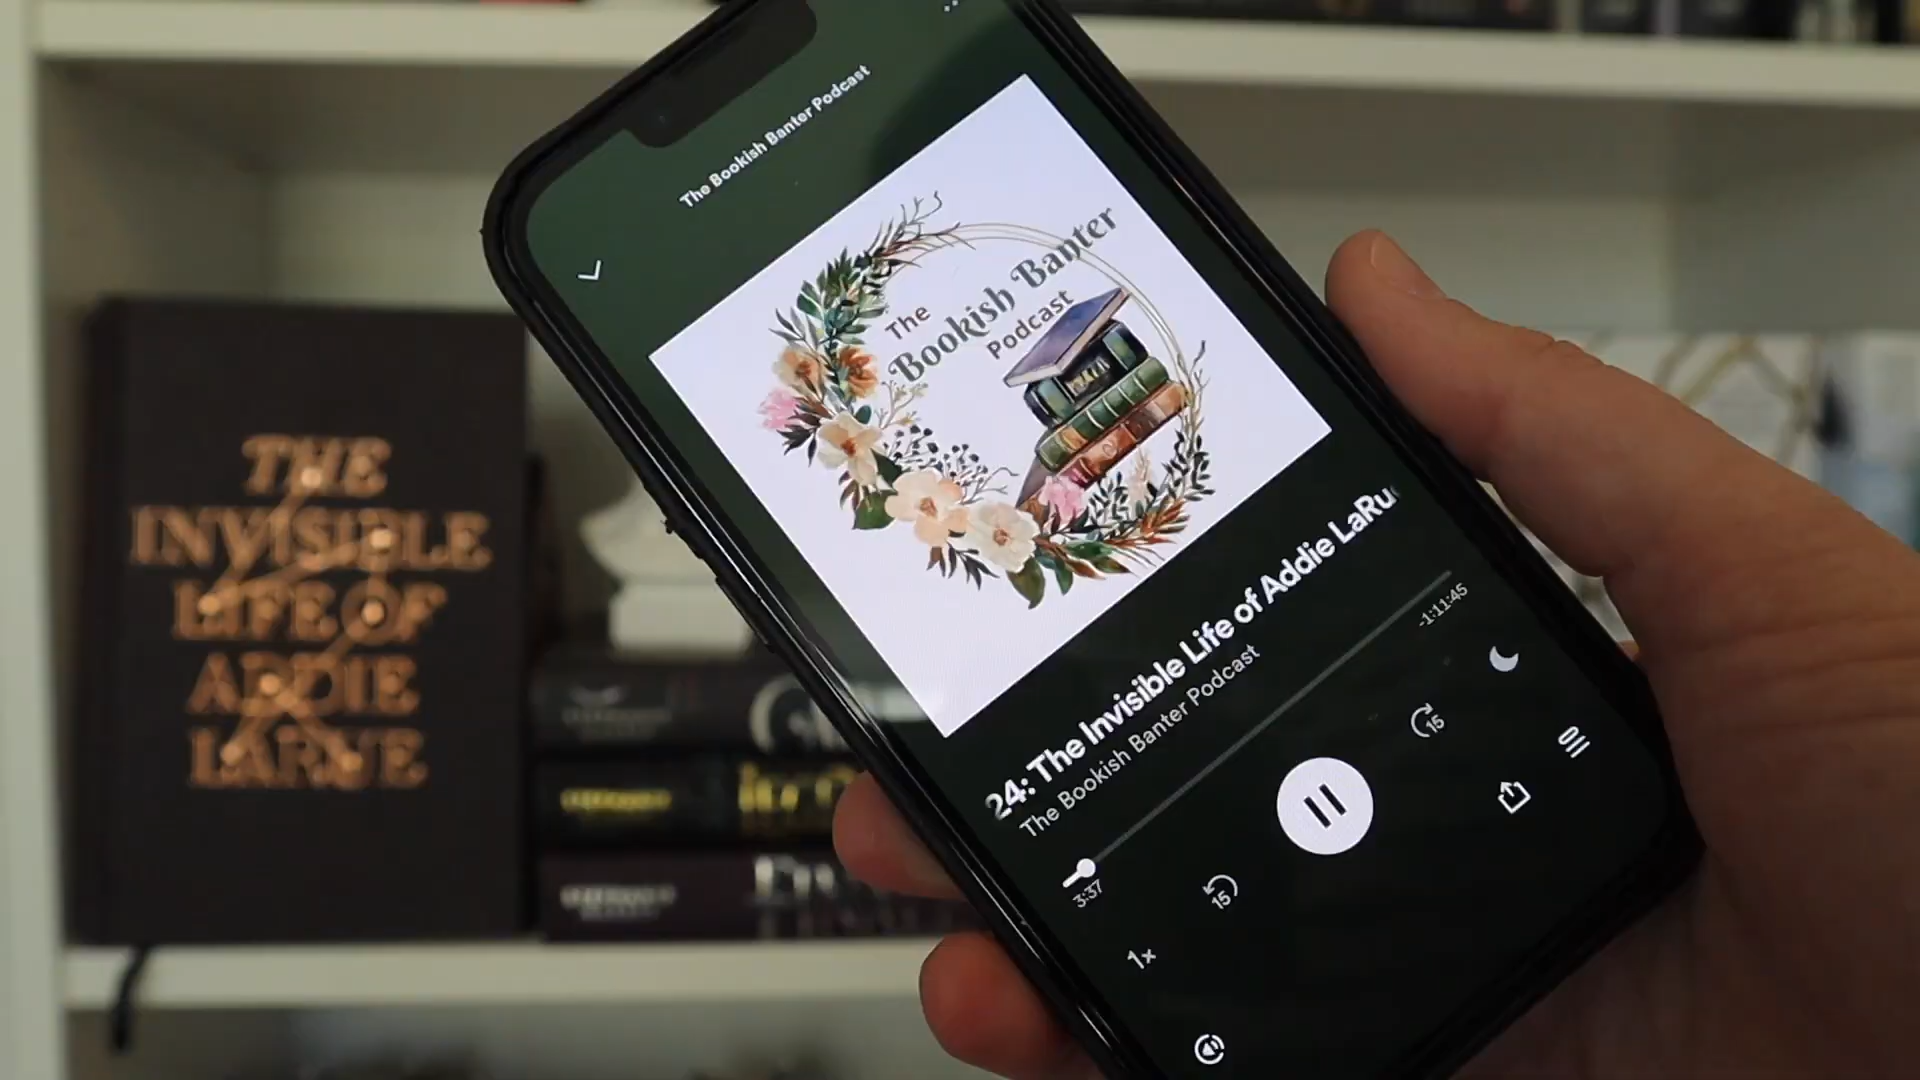 The Bookish Banter Podcast
The
Bookish Banter
Podcast
24: The Invisible Life of Addie LaRu
The Bookish Banter Podcast
3:37
-1:11:45
15
15
1x
THE
INVISIBLE
LIFE OF
ADDIE
LARUE